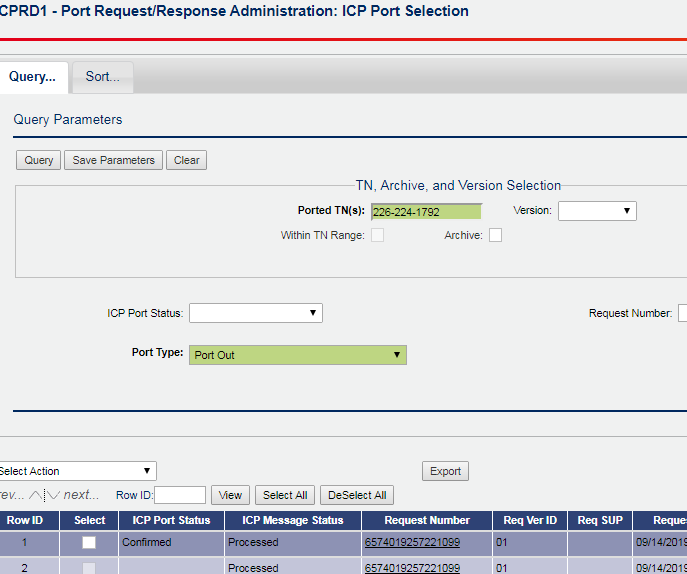 CPRD1 - Port Request/Response Administration: ICP Port Selection
Query... Sort...
Query Parameters
Query Save Parameters Clear
TN, Archive, and Version Selection
Ported TN(s): 226-224-1792 Version:
Within TN Range: Archive:
ICP Port Status: Request Number:
Port Type: Port Out
Select Action Export
rev... next... Row ID: View Select All DeSelect All
Row ID Select ICP Port Status ICP Message Status Request Number Req Ver ID Req SUP Reque
1 Confirmed Processed 6574019257221099 01 09/14/2019
2 Processed 6574019257221099 01 09/14/2019